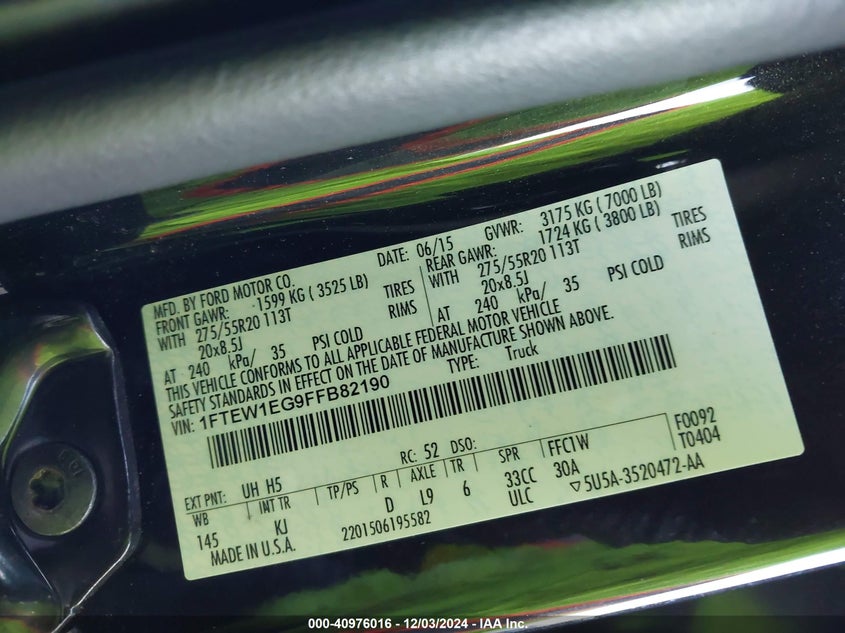 MFD. BY FORD MOTOR CO.
DATE: 06/15 GVWR: 3175 KG ( 7000 LB)
FRONT GAWR: 1599 KG ( 3525 LB)
REAR GAWR: 1724 KG ( 3800 LB)
WITH 275/55R20 113T TIRES
WITH 275/55R20 113T TIRES
20x8.5J RIMS
20x8.5J RIMS
AT 240 kPa/ 35 PSI COLD
AT 240 kPa/ 35 PSI COLD
THIS VEHICLE CONFORMS TO ALL APPLICABLE FEDERAL MOTOR VEHICLE
SAFETY STANDARDS IN EFFECT ON THE DATE OF MANUFACTURE SHOWN ABOVE.
VIN: 1FTEW1EG9FFB82190 TYPE: Truck
EXT PNT: UH H5 RC: 52 DSO: F0092
WB INT TR TP/PS R AXLE TR SPR FFC1W T0404
145 KJ D L9 6 33CC 30A
ULC ▽5U5A-3520472-AA
MADE IN U.S.A. 2201506195582
000-40976016 - 12/03/2024 - IAA Inc.